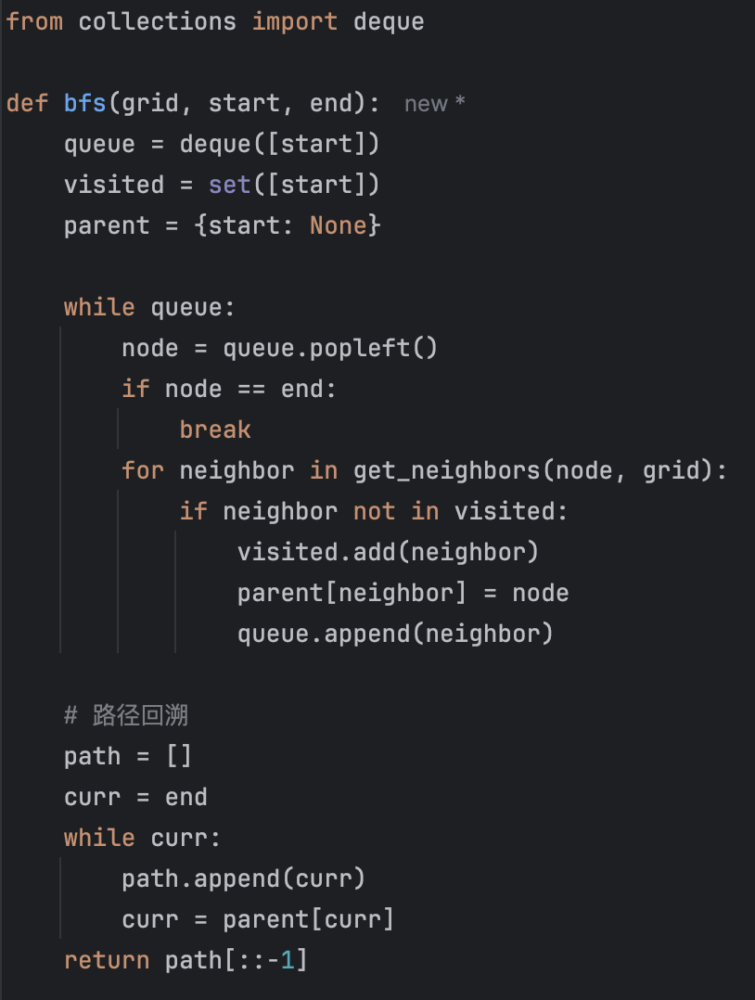 from collections import deque
def bfs(grid, start, end): new *
    queue = deque([start])
    visited = set([start])
    parent = {start: None}
    while queue:
        node = queue.popleft()
        if node == end:
            break
        for neighbor in get_neighbors(node, grid):
            if neighbor not in visited:
                visited.add(neighbor)
                parent[neighbor] = node
                queue.append(neighbor)
    # 路径回溯
    path = []
    curr = end
    while curr:
        path.append(curr)
        curr = parent[curr]
    return path[::-1]